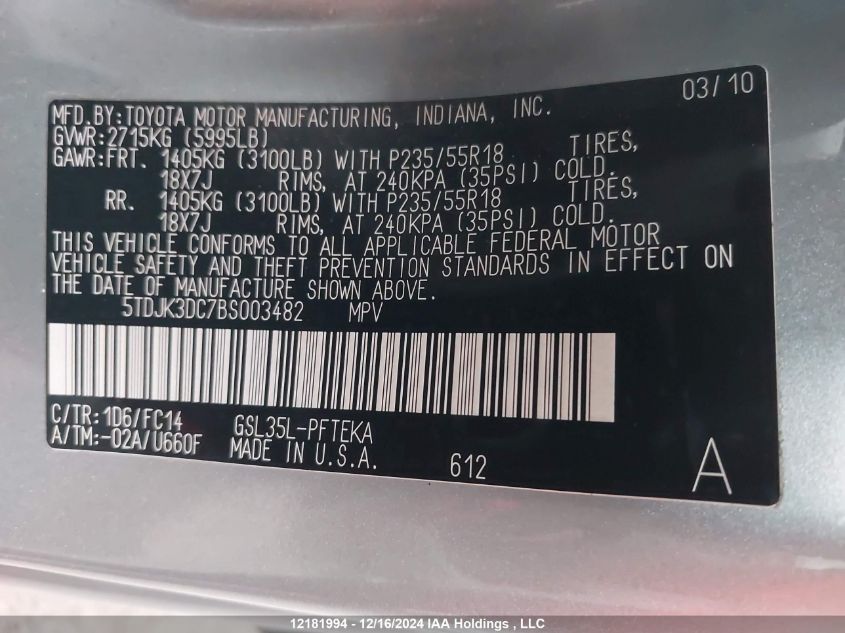 03/10
MFD.BY:TOYOTA MOTOR MANUFACTURING, INDIANA, INC.
GVWR:2715KG (5995LB)
GAWR:FRT. 1405KG (3100LB) WITH P235/55R18 TIRES,
18X7J RIMS, AT 240KPA (35PSI) COLD.
RR. 1405KG (3100LB) WITH P235/55R18 TIRES,
18X7J RIMS, AT 240KPA (35PSI) COLD.
THIS VEHICLE CONFORMS TO ALL APPLICABLE FEDERAL MOTOR
VEHICLE SAFETY AND THEFT PREVENTION STANDARDS IN EFFECT ON
THE DATE OF MANUFACTURE SHOWN ABOVE.
5TDJK3DC7BS003482 MPV
C/TR:1D6/FC14 GSL35L-PFTEKA
A/TM:-02A/U660F MADE IN U.S.A. 612 A
12181994 - 12/16/2024 IAA Holdings , LLC